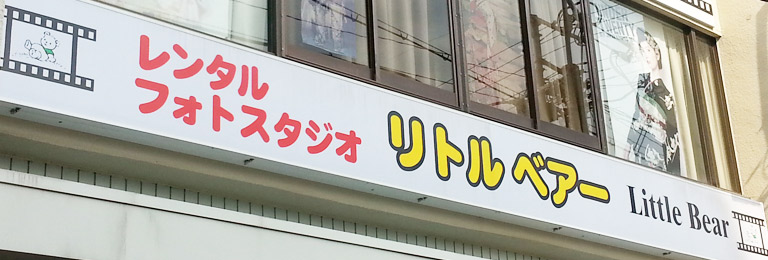 レンタル
フォトスタジオ
リトルベアー
Little Bear